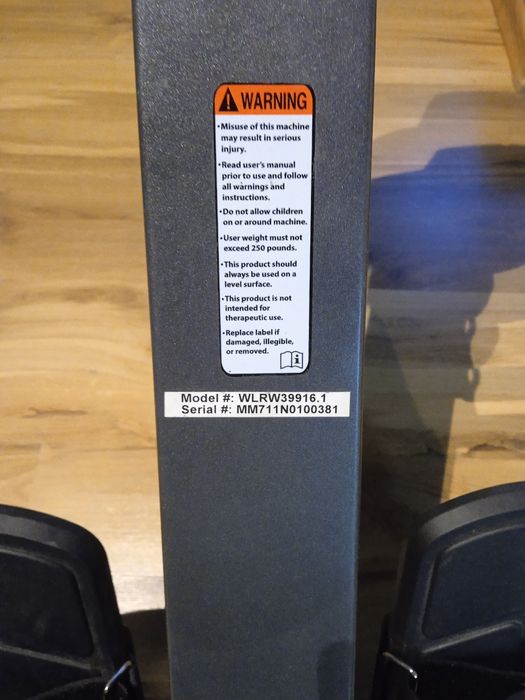 WARNING
•Misuse of this machine
may result in serious
injury.
•Read user's manual
prior to use and follow
all warnings and
instructions.
•Do not allow children
on or around machine.
•User weight must not
exceed 250 pounds.
•This product should
always be used on a
level surface.
•This product is not
intended for
therapeutic use.
•Replace label if
damaged, illegible,
or removed.
Model #: WLRW39916.1
Serial #: MM711N0100381